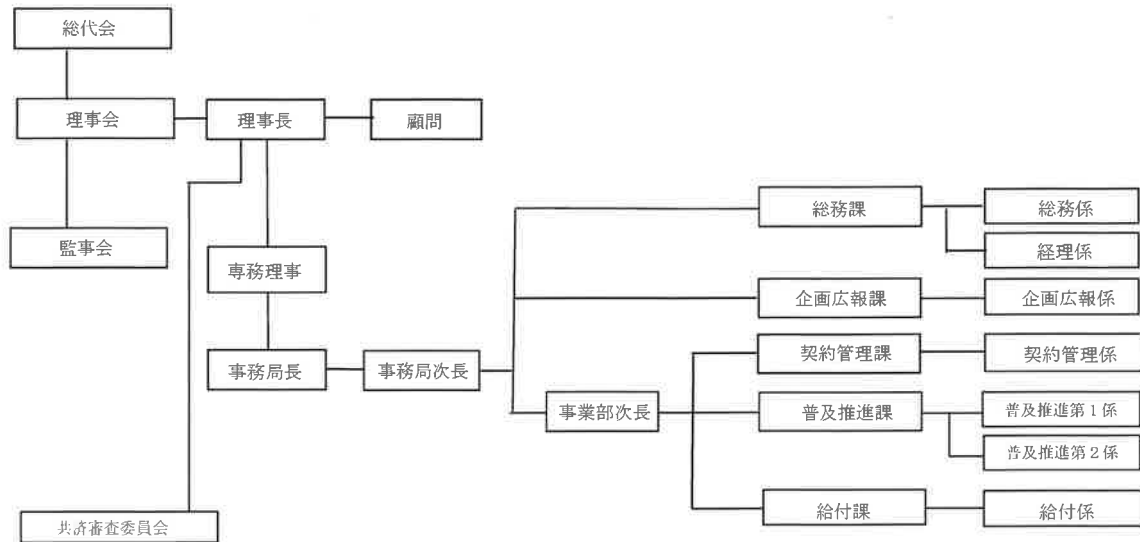 総代会
理事会
理事長
顧問
監事会
専務理事
事務局長
事務局次長
事業部次長
総務課
総務係
経理係
企画広報課
企画広報係
契約管理課
契約管理係
普及推進課
普及推進第1係
普及推進第2係
給付課
給付係
共済審査委員会